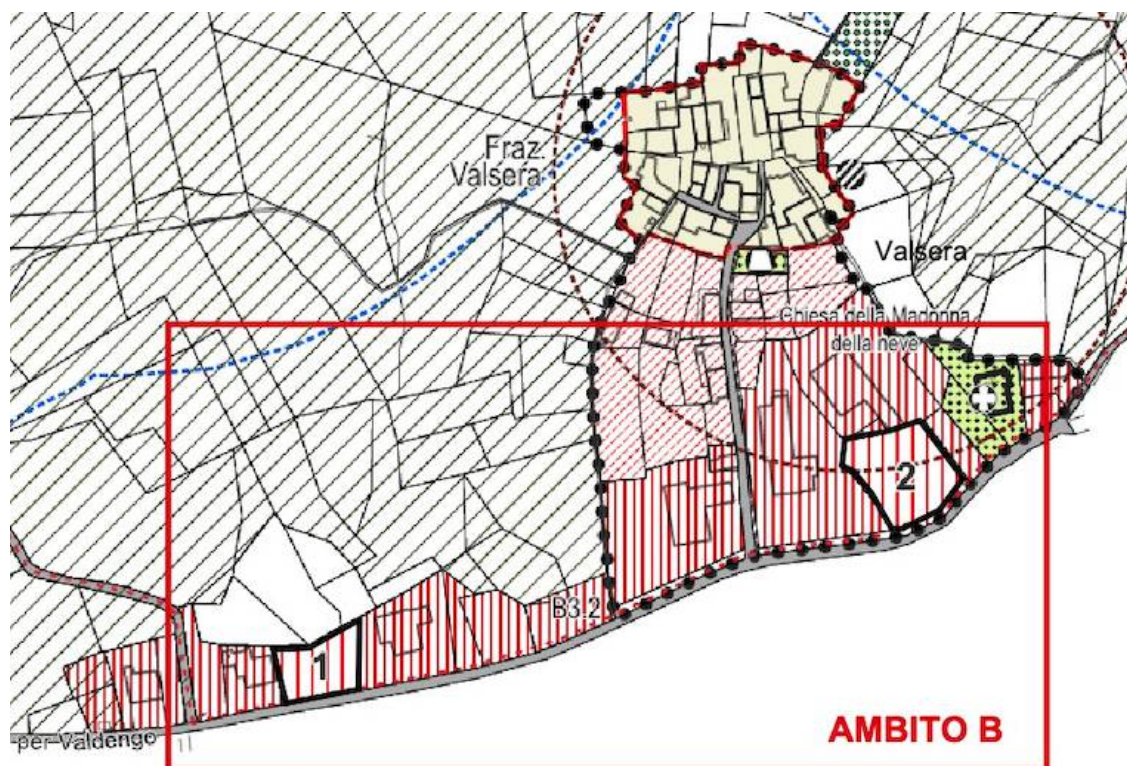 Fraz.
Valsera
Valsera
Chiesa della Madonna
della neve
2
B3.2
1
AMBITO B
per Valdengo